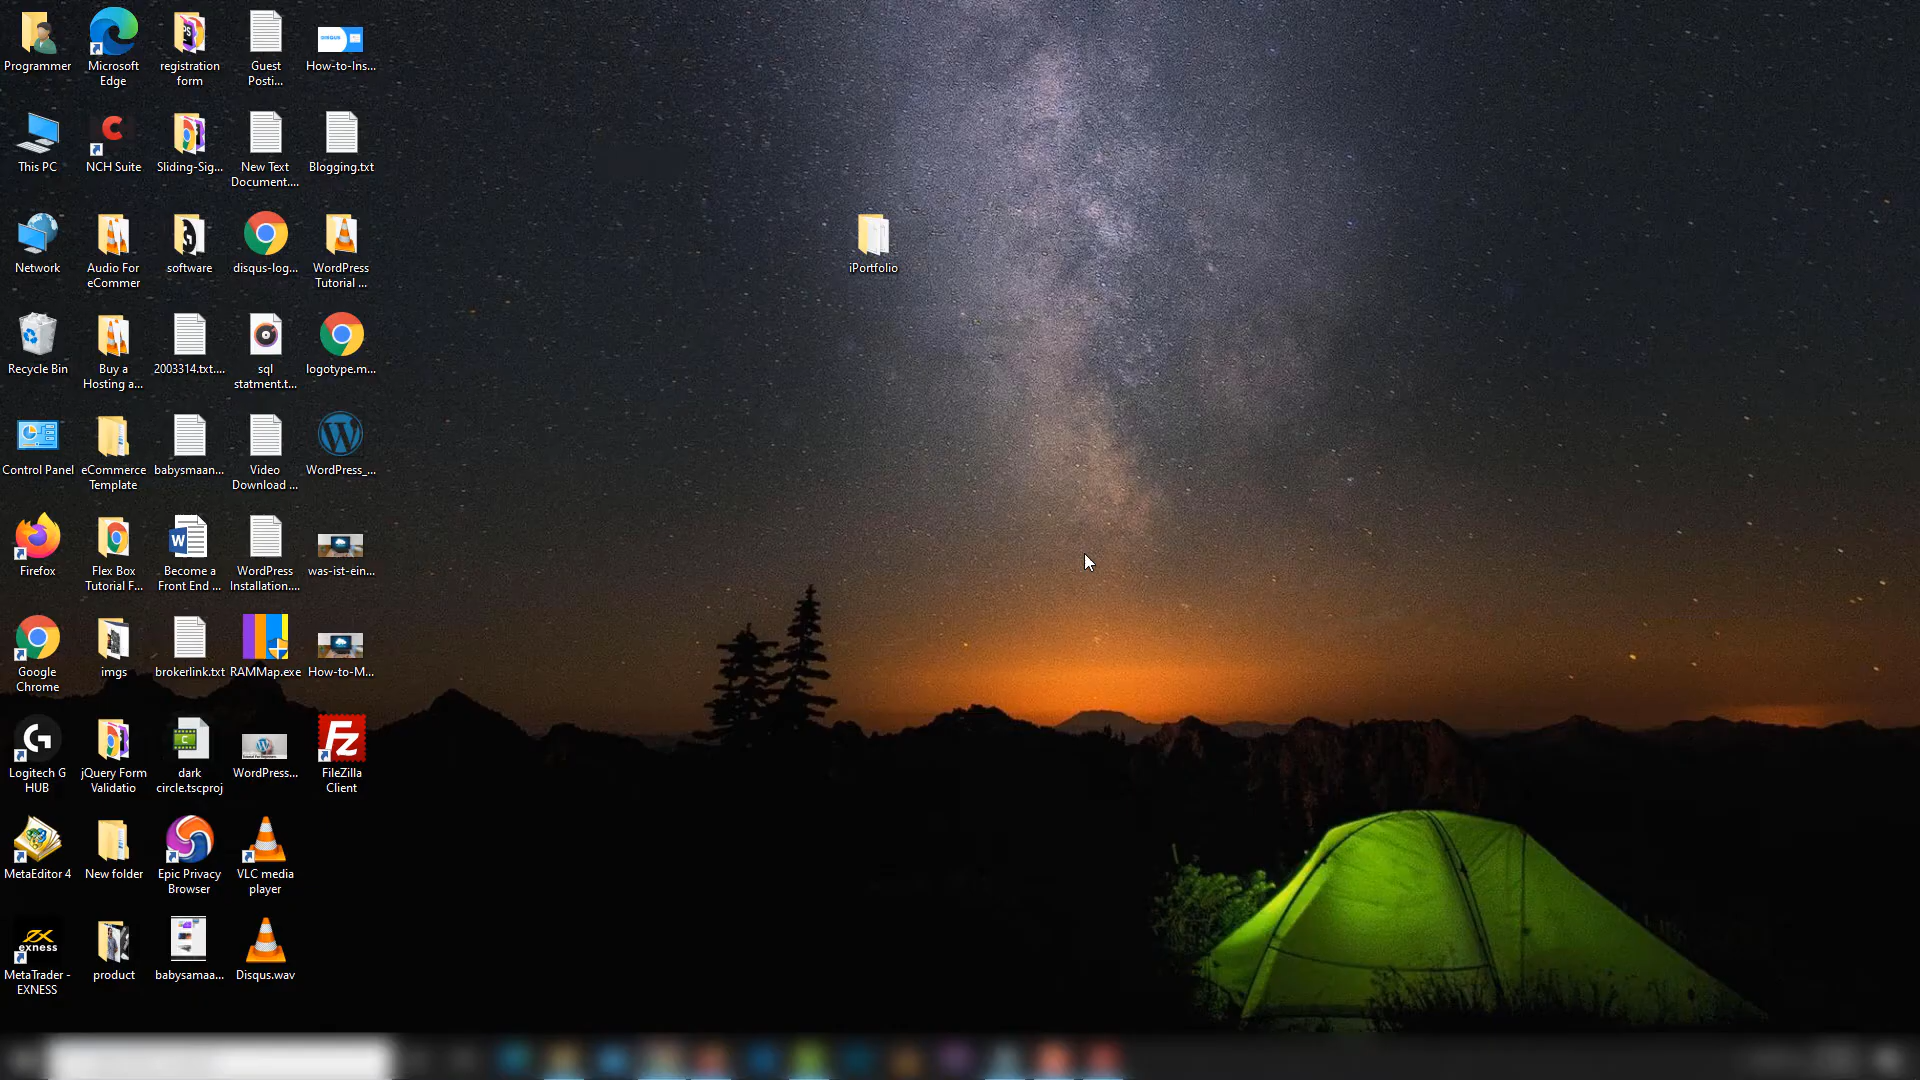 Programmer
Microsoft
Edge
registration
form
Guest
Posti...
How-to-Ins...
This PC
NCH Suite
Sliding-Sig...
New Text
Document....
Blogging.txt
Network
Audio For
eCommer
software
disqus-log...
WordPress
Tutorial ...
iPortfolio
Recycle Bin
Buy a
Hosting a...
2003314.txt....
sql
statment.t...
logotype.m...
Control Panel
eCommerce
Template
babysmaan...
Video
Download ...
WordPress_...
Firefox
Flex Box
Tutorial F...
Become a
Front End ...
WordPress
Installation....
was-ist-ein...
Google
Chrome
imgs
brokerlink.txt
RAMMap.exe
How-to-M...
Logitech G
HUB
jQuery Form
Validatio
dark
circle.tscproj
WordPress...
FileZilla
Client
MetaEditor 4
New folder
Epic Privacy
Browser
VLC media
player
exness
MetaTrader -
EXNESS
product
babysamaa...
Disqus.wav